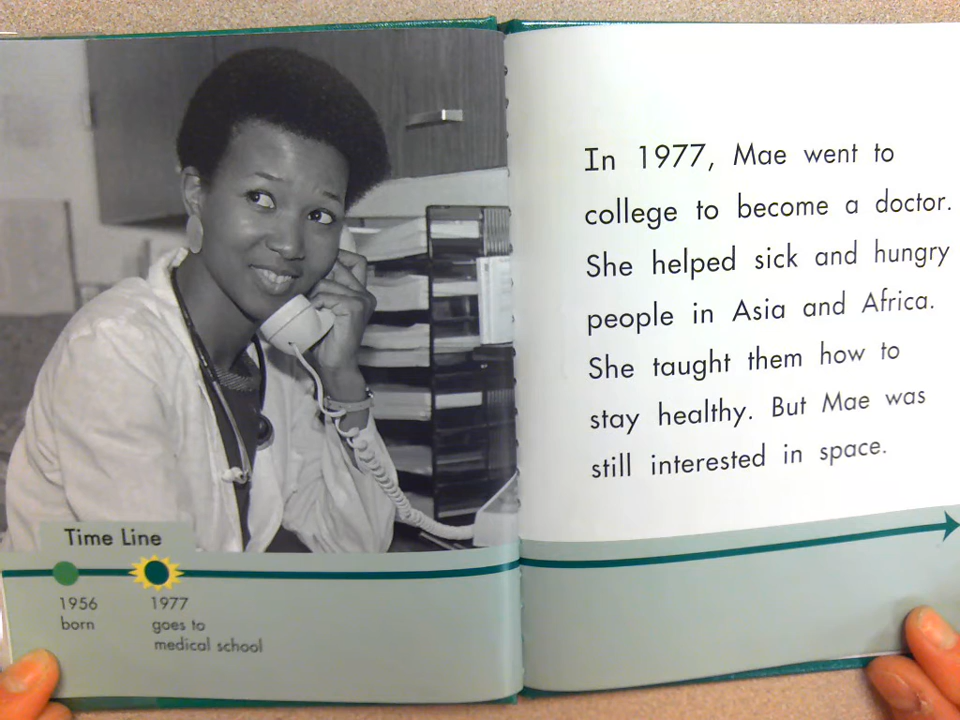 In 1977, Mae went to
college to become a doctor.
She helped sick and hungry
people in Asia and Africa.
She taught them how to
stay healthy. But Mae was
still interested in space.
Time Line
1956
born
1977
goes to
medical school